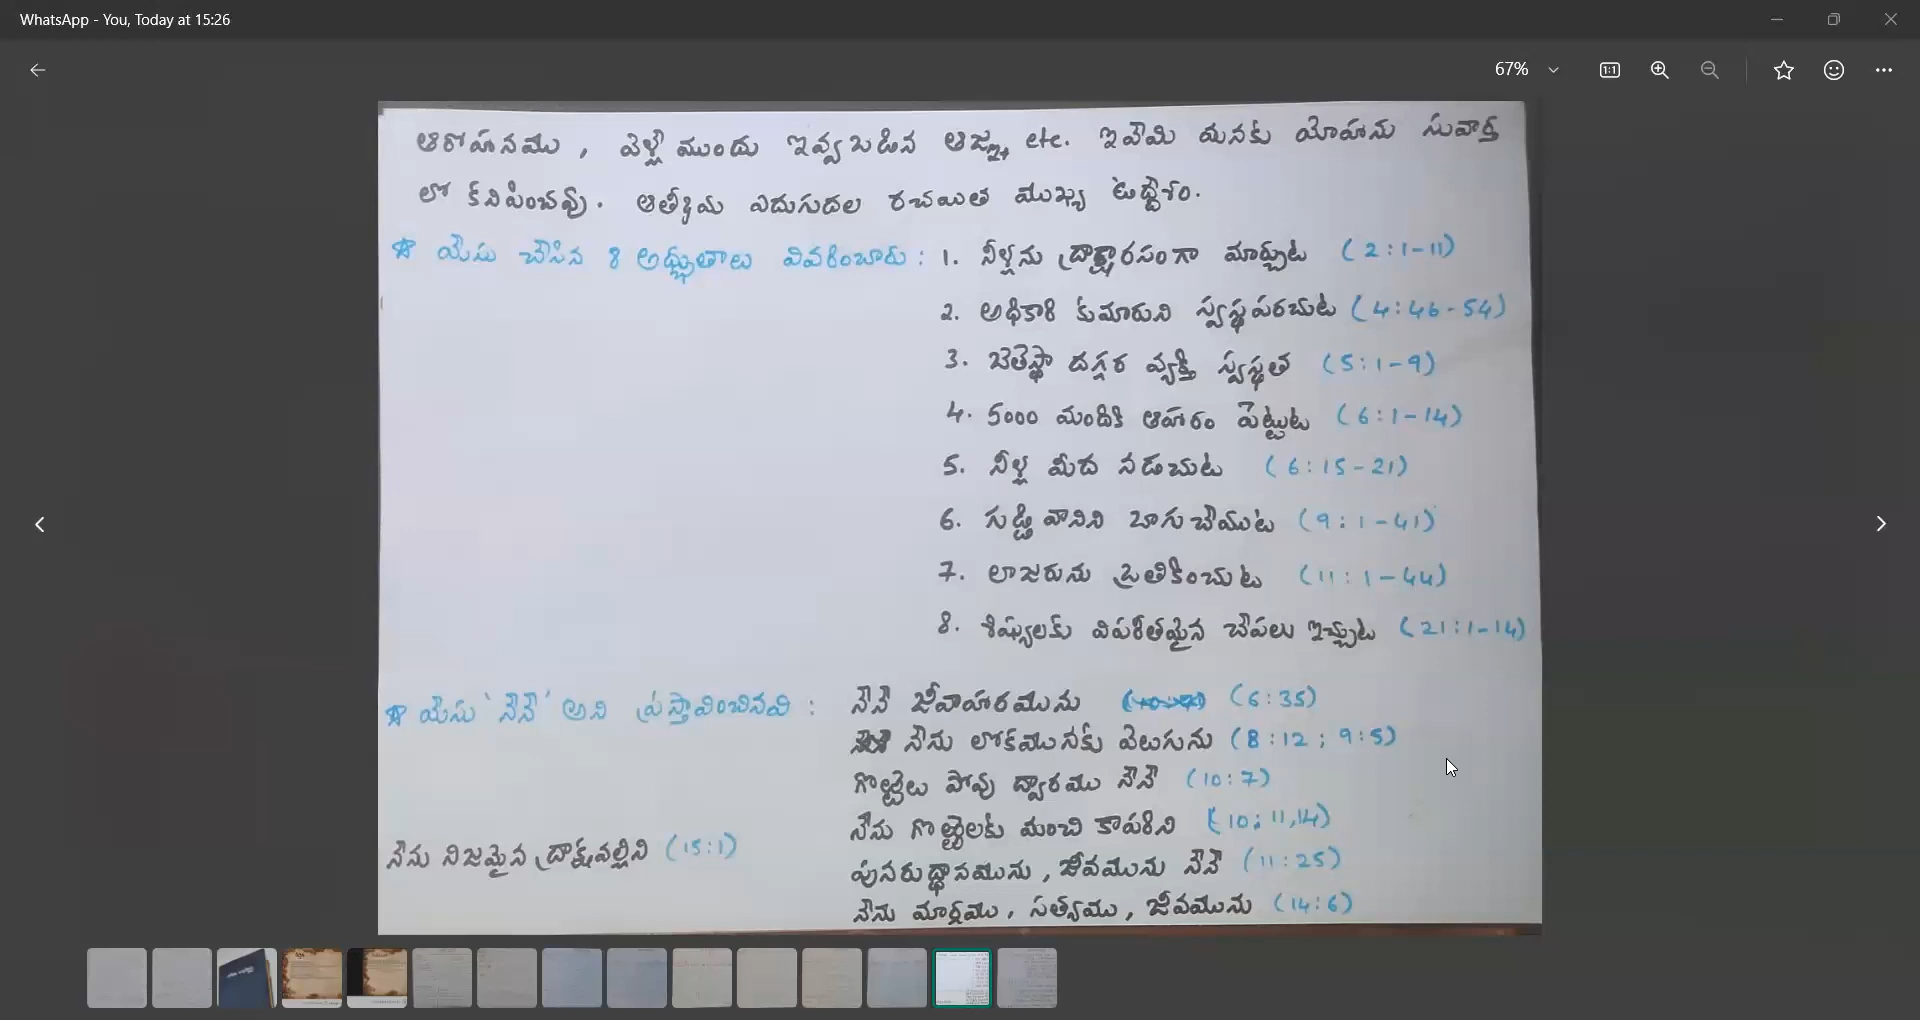 WhatsApp - You, Today at 15:26
67%
1:1
ఆరోహనము, వెళ్లే ముందు ఇవ్వబడిన ఆజ్ఞ, etc. ఇవేమి మనకు యోహాను సువార్త
లో కనిపించవు. ఆత్మీయ ఎదుగుదల రచయిత ముఖ్య ఉద్దేశం.
☆ యేసు చేసిన 8 అద్భుతాలు వివరించారు : 1. నీళ్ళను ద్రాక్షారసంగా మార్చుట (2:1-11)
2. అధికారి కుమారుని స్వస్థపరచుట (4:46-54)
3. బెతెస్థా దగ్గర వ్యక్తి స్వస్థత (5:1-9)
4. 5000 మందికి ఆహారం పెట్టుట (6:1-14)
5. నీళ్ల మీద నడచుట (6:15-21)
6. గుడ్డి వానిని బాగు చేయుట (9:1-41)
7. లాజరును బ్రతికించుట (11:1-44)
8. శిష్యులకు విపరీతమైన చేపలు ఇచ్చుట (21:1-14)
☆ యేసు 'నేనే' అని ప్రస్తావించినవి : నేనే జీవాహారమును (6:35)
నేను లోకమునకు వెలుగును (8:12; 9:5)
గొఱ్ఱెలు పోవు ద్వారము నేనే (10:7)
నేను గొఱ్ఱెలకు మంచి కాపరిని (10:11,14)
నేను నిజమైన ద్రాక్షవల్లిని (15:1)
పునరుద్ధానమును, జీవమును నేనే (11:25)
నేను మార్గము, సత్యము, జీవమును (14:6)